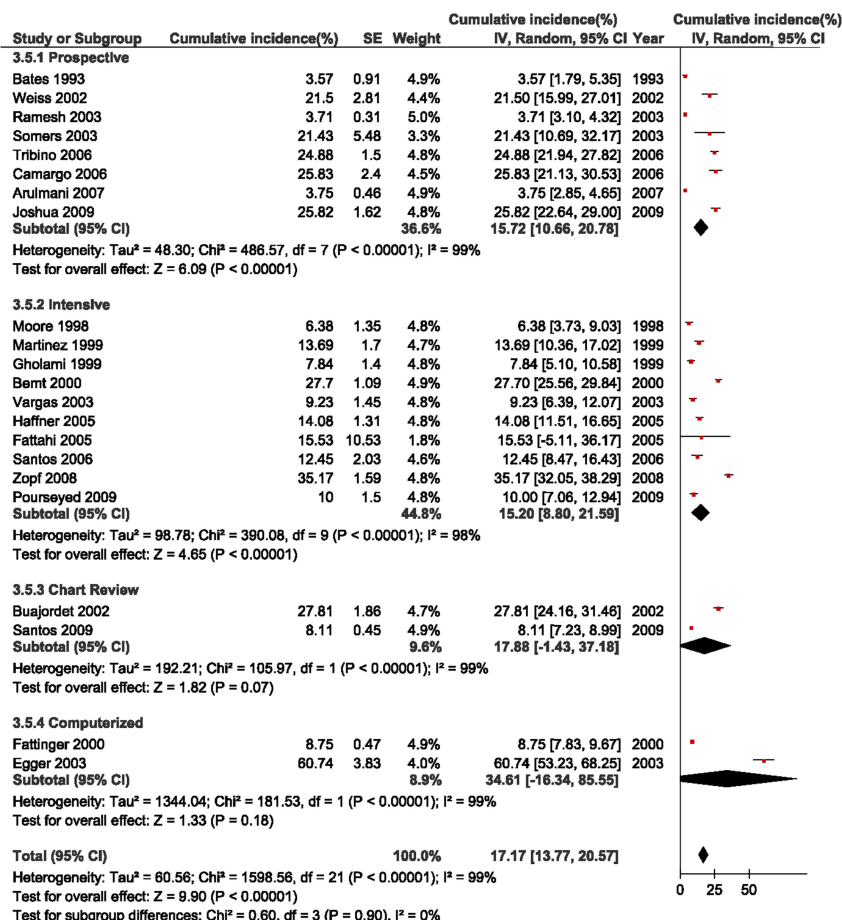 Cumulative incidence(%) Cumulative incidence(%)
Study or Subgroup Cumulative incidence(%) SE Weight IV, Random, 95% CI Year IV, Random, 95% CI
3.5.1 Prospective
Bates 1993 3.57 0.91 4.9% 3.57 [1.79, 5.35] 1993
Weiss 2002 21.5 2.81 4.4% 21.50 [15.99, 27.01] 2002
Ramesh 2003 3.71 0.31 5.0% 3.71 [3.10, 4.32] 2003
Somers 2003 21.43 5.48 3.3% 21.43 [10.69, 32.17] 2003
Tribino 2006 24.88 1.5 4.8% 24.88 [21.94, 27.82] 2006
Camargo 2006 25.83 2.4 4.5% 25.83 [21.13, 30.53] 2006
Arulmani 2007 3.75 0.46 4.9% 3.75 [2.85, 4.65] 2007
Joshua 2009 25.82 1.62 4.8% 25.82 [22.64, 29.00] 2009
Subtotal (95% CI) 36.6% 15.72 [10.66, 20.78]
Heterogeneity: Tau² = 48.30; Chi² = 486.57, df = 7 (P < 0.00001); I² = 99%
Test for overall effect: Z = 6.09 (P < 0.00001)
3.5.2 Intensive
Moore 1998 6.38 1.35 4.8% 6.38 [3.73, 9.03] 1998
Martinez 1999 13.69 1.7 4.7% 13.69 [10.36, 17.02] 1999
Gholami 1999 7.84 1.4 4.8% 7.84 [5.10, 10.58] 1999
Bemt 2000 27.7 1.09 4.9% 27.70 [25.56, 29.84] 2000
Vargas 2003 9.23 1.45 4.8% 9.23 [6.39, 12.07] 2003
Haffner 2005 14.08 1.31 4.8% 14.08 [11.51, 16.65] 2005
Fattahi 2005 15.53 10.53 1.8% 15.53 [-5.11, 36.17] 2005
Santos 2006 12.45 2.03 4.6% 12.45 [8.47, 16.43] 2006
Zopf 2008 35.17 1.59 4.8% 35.17 [32.05, 38.29] 2008
Pourseyed 2009 10 1.5 4.8% 10.00 [7.06, 12.94] 2009
Subtotal (95% CI) 44.8% 15.20 [8.80, 21.59]
Heterogeneity: Tau² = 98.78; Chi² = 390.08, df = 9 (P < 0.00001); I² = 98%
Test for overall effect: Z = 4.65 (P < 0.00001)
3.5.3 Chart Review
Buajordet 2002 27.81 1.86 4.7% 27.81 [24.16, 31.46] 2002
Santos 2009 8.11 0.45 4.9% 8.11 [7.23, 8.99] 2009
Subtotal (95% CI) 9.6% 17.88 [-1.43, 37.18]
Heterogeneity: Tau² = 192.21; Chi² = 105.97, df = 1 (P < 0.00001); I² = 99%
Test for overall effect: Z = 1.82 (P = 0.07)
3.5.4 Computerized
Fattinger 2000 8.75 0.47 4.9% 8.75 [7.83, 9.67] 2000
Egger 2003 60.74 3.83 4.0% 60.74 [53.23, 68.25] 2003
Subtotal (95% CI) 8.9% 34.61 [-16.34, 85.55]
Heterogeneity: Tau² = 1344.04; Chi² = 181.53, df = 1 (P < 0.00001); I² = 99%
Test for overall effect: Z = 1.33 (P = 0.18)
Total (95% CI) 100.0% 17.17 [13.77, 20.57]
Heterogeneity: Tau² = 60.56; Chi² = 1598.56, df = 21 (P < 0.00001); I² = 99%
0 25 50
Test for overall effect: Z = 9.90 (P < 0.00001)
Test for subgroup differences: Chi² = 0.60, df = 3 (P = 0.90), I² = 0%